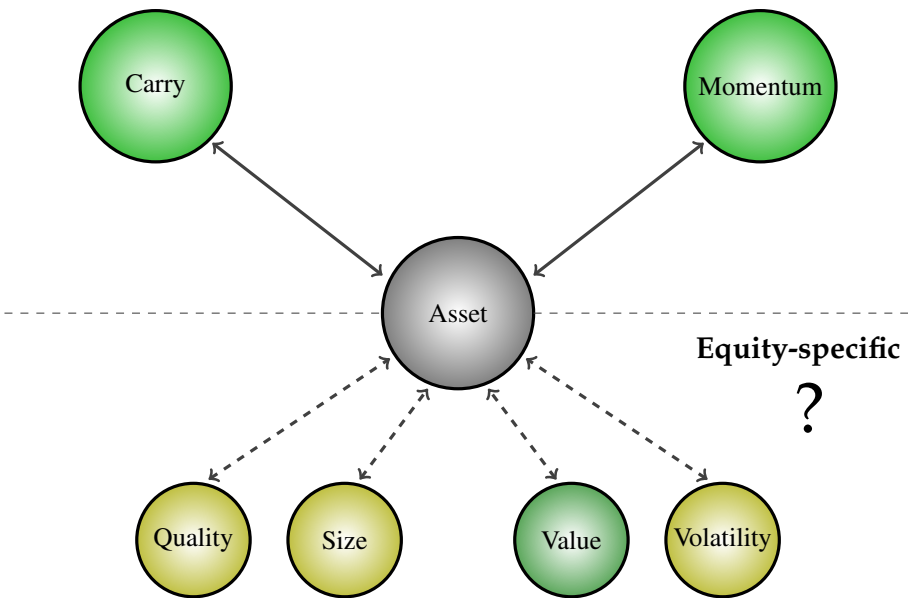 Carry
Momentum
Asset
Equity-specific
?
Quality
Size
Value
Volatility